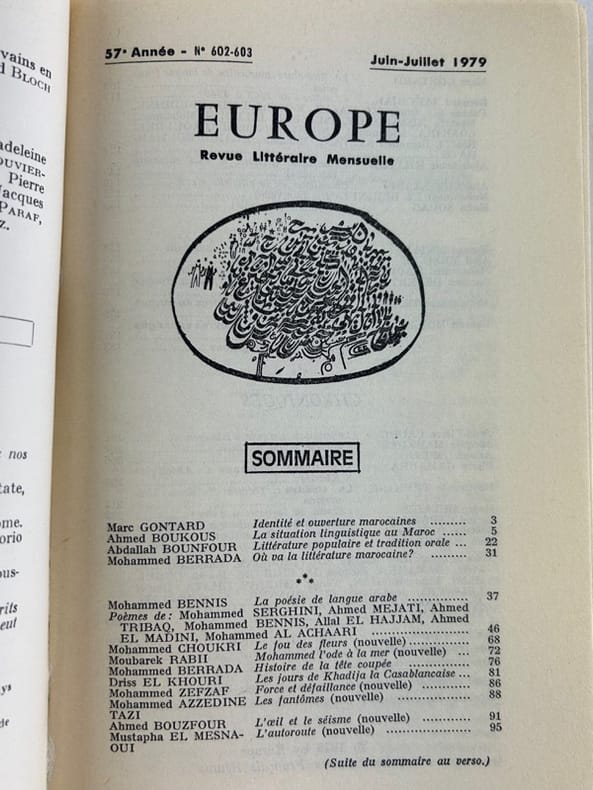 vains en
BLOCH
adeleine
OUVIER-
Pierre
Jacques
PARAF,
z.
nos
tate,
ome.
orio
ous-
rits
eut
ys
de
57e Année - N° 602-603
Juin-Juillet 1979
EUROPE
Revue Littéraire Mensuelle
SOMMAIRE
Marc GONTARD Identité et ouverture marocaines ......... 3
Ahmed BOUKOUS La situation linguistique au Maroc ...... 5
Abdallah BOUNFOUR Littérature populaire et tradition orale ... 22
Mohammed BERRADA Où va la littérature marocaine? ......... 31
Mohammed BENNIS La poésie de langue arabe ............. 37
Poèmes de : Mohammed SERGHINI, Ahmed MEJATI, Ahmed
TRIBAQ, Mohammed BENNIS, Allal EL HAJJAM, Ahmed
EL MADINI, Mohammed AL ACHAARI ................... 46
Mohammed CHOUKRI Le fou des fleurs (nouvelle) .............. 68
Moubarek RABII Mohammed l'ode à la mer (nouvelle) ... 72
Mohammed BERRADA Histoire de la tête coupée .............. 76
Driss EL KHOURI Les jours de Khadija la Casablancaise ... 81
Mohammed ZEFZAF Force et défaillance (nouvelle) ........... 86
Mohammed AZZEDINE Les fantômes (nouvelle) ............... 88
TAZI
Ahmed BOUZFOUR L'œil et le séisme (nouvelle) ............ 91
Mustapha EL MESNA- L'autoroute (nouvelle) ................. 95
OUI
(Suite du sommaire au verso.)